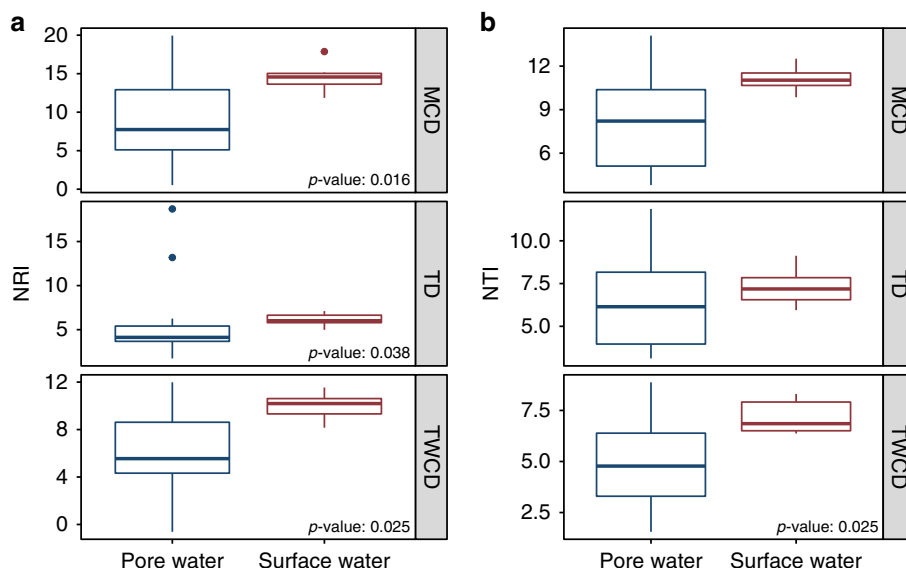 a
NRI
20
15
10
5
0
p-value: 0.016
MCD
15
10
5
p-value: 0.038
TD
12
8
4
0
p-value: 0.025
TWCD
Pore water Surface water
b
NTI
12
9
6
MCD
10.0
7.5
5.0
TD
7.5
5.0
2.5
p-value: 0.025
TWCD
Pore water Surface water